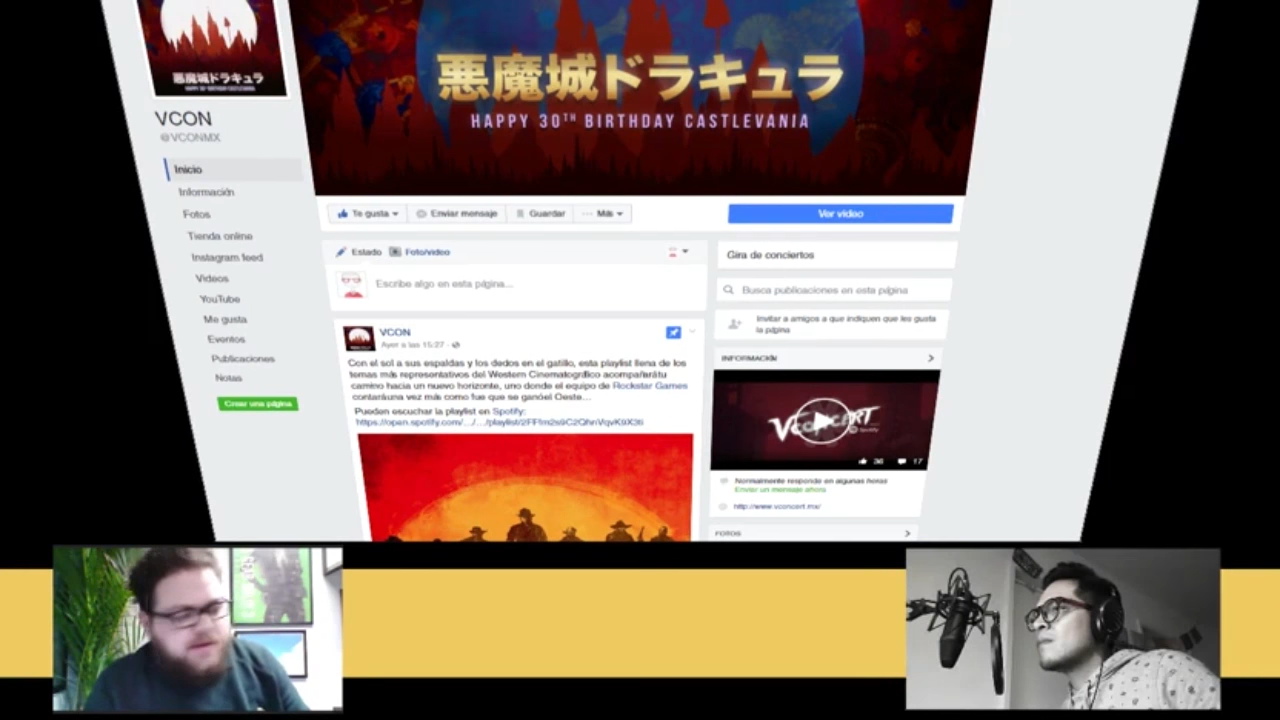 悪魔城ドラキュラ
悪魔城ドラキュラ
HAPPY 30TH BIRTHDAY CASTLEVANIA
VCON
@VCONMX
Inicio
Información
Fotos
Tienda online
Instagram feed
Videos
YouTube
Me gusta
Eventos
Publicaciones
Notas
Crear una página
Te gusta
Enviar mensaje
Guardar
Más
Ver video
Estado
Foto/video
Escribe algo en esta página...
VCON
Ayer a las 15:27
Con el sol a sus espaldas y los dedos en el gatillo, esta playlist llena de los
temas más representativos del Western Cinematográfico acompañará tu
camino hacia un nuevo horizonte, uno donde el equipo de Rockstar Games
contará una vez más como fue que se ganó el Oeste...
Pueden escuchar la playlist en Spotify:
Gira de conciertos
Busca publicaciones en esta página
Invitar a amigos a que indiquen que les gusta
la página
INFORMACIÓN
VCONCERT
36 17
Normalmente responde en algunas horas
Enviar un mensaje ahora
http://www.vconcert.mx/
FOTOS